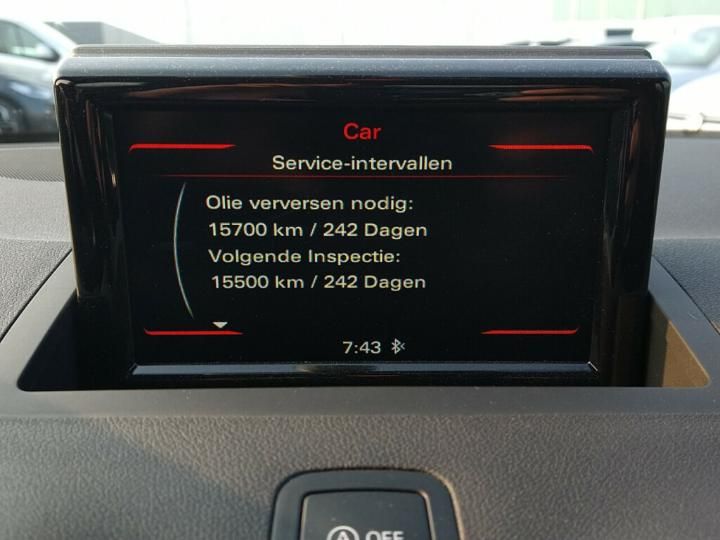 Car
Service-intervallen
Olie verversen nodig:
15700 km / 242 Dagen
Volgende Inspectie:
15500 km / 242 Dagen
7:43
A OFF